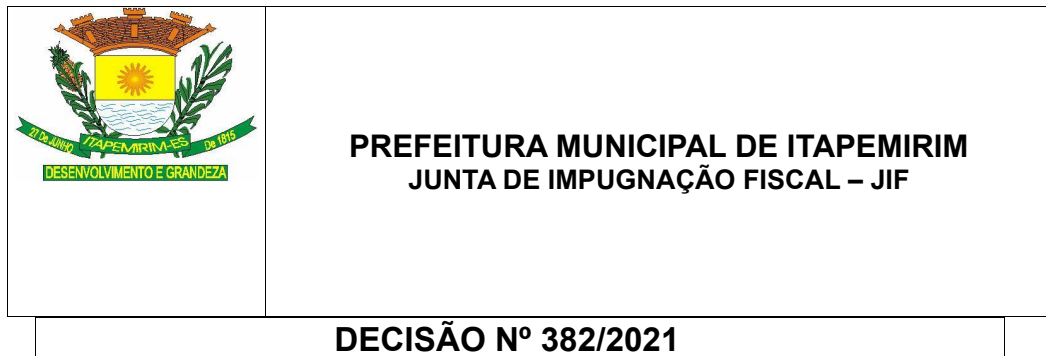 27 De JUNHO ITAPEMIRIM-ES De 1815
DESENVOLVIMENTO E GRANDEZA
PREFEITURA MUNICIPAL DE ITAPEMIRIM
JUNTA DE IMPUGNAÇÃO FISCAL – JIF
DECISÃO Nº 382/2021